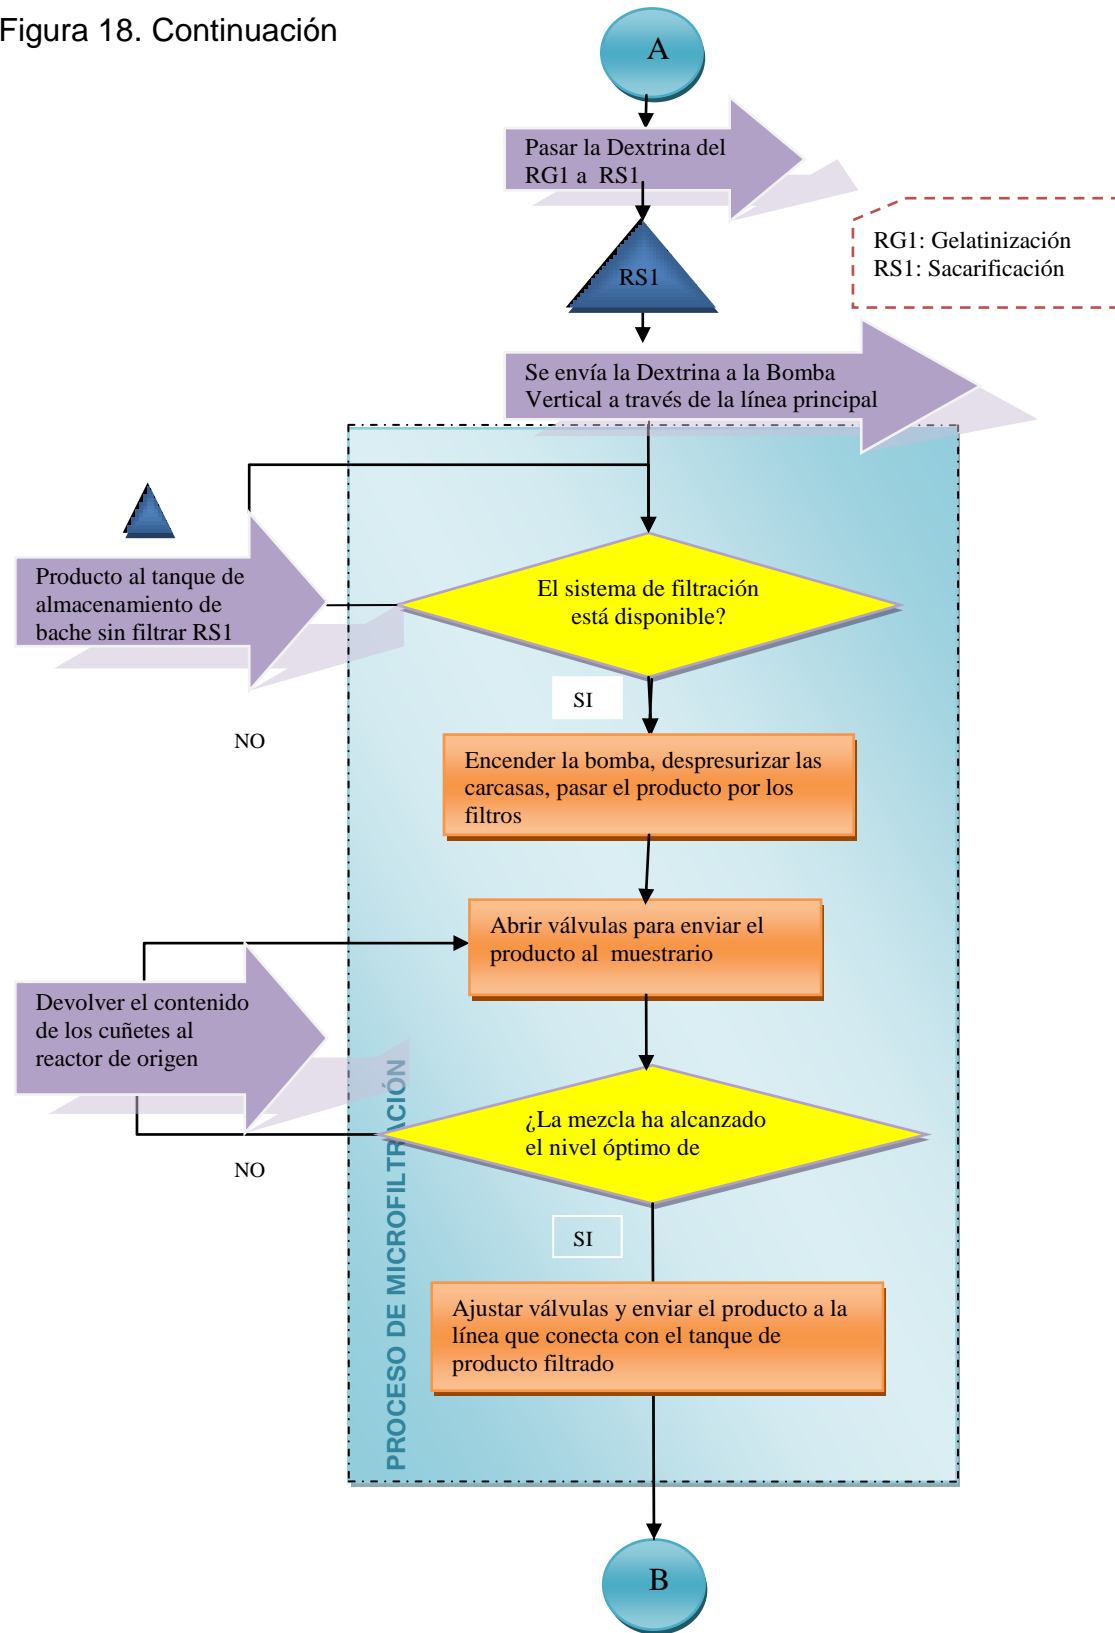 Figura 18. Continuación
A
Pasar la Dextrina del
RG1 a RS1
RG1: Gelatinización
RS1: Sacarificación
RS1
Se envía la Dextrina a la Bomba
Vertical a través de la línea principal
Producto al tanque de
almacenamiento de
bache sin filtrar RS1
El sistema de filtración
está disponible?
SI
NO
Encender la bomba, despresurizar las
carcasas, pasar el producto por los
filtros
Abrir válvulas para enviar el
producto al muestrario
Devolver el contenido
de los cuñetes al
reactor de origen
¿La mezcla ha alcanzado
el nivel óptimo de
NO
SI
Ajustar válvulas y enviar el producto a la
línea que conecta con el tanque de
producto filtrado
PROCESO DE MICROFILTRACIÓN
B